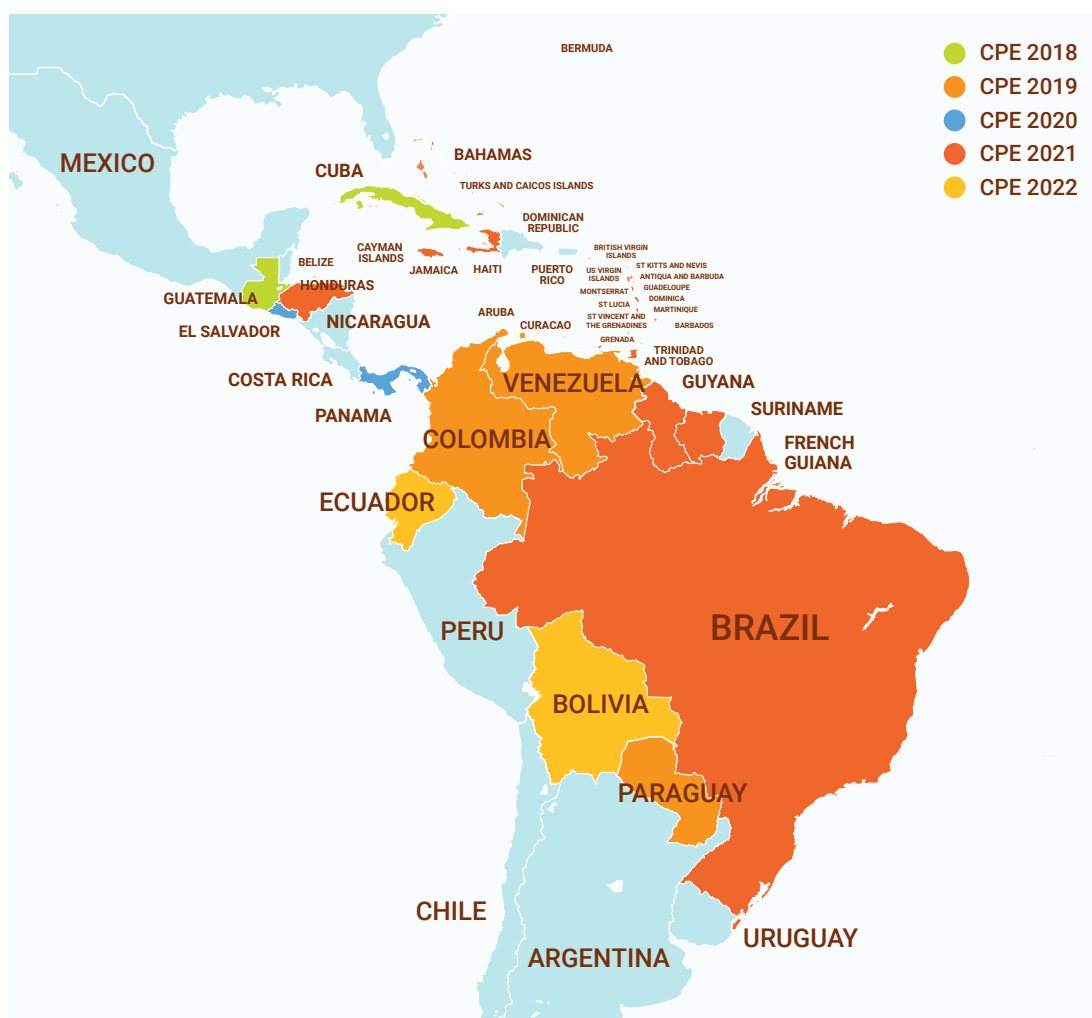 BERMUDA
CPE 2018
CPE 2019
CPE 2020
CPE 2021
CPE 2022
MEXICO
CUBA
BAHAMAS
TURKS AND CAICOS ISLANDS
DOMINICAN
REPUBLIC
CAYMAN
ISLANDS
JAMAICA
HAITI
PUERTO
RICO
BRITISH VIRGIN
ISLANDS
US VIRGIN
ISLANDS
ST KITTS AND NEVIS
ANTIQUA AND BARBUDA
MONTSERRAT
GUADELOUPE
DOMINICA
ST LUCIA
MARTINIQUE
ST VINCENT AND
THE GRENADINES
BARBADOS
GRENADA
TRINIDAD
AND TOBAGO
BELIZE
HONDURAS
GUATEMALA
EL SALVADOR
NICARAGUA
ARUBA
CURACAO
COSTA RICA
PANAMA
VENEZUELA
GUYANA
SURINAME
FRENCH
GUIANA
COLOMBIA
ECUADOR
PERU
BRAZIL
BOLIVIA
PARAGUAY
CHILE
ARGENTINA
URUGUAY